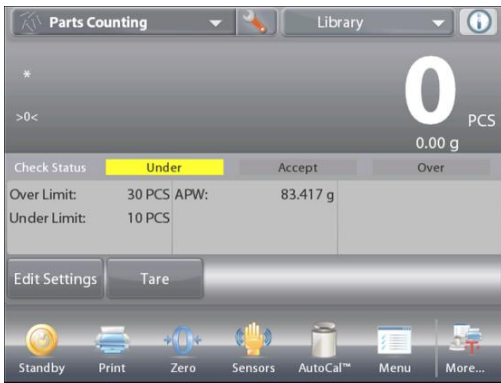 Parts Counting Library
*
0
>0< PCS
0.00 g
Check Status Under Accept Over
Over Limit: 30 PCS APW: 83.417 g
Under Limit: 10 PCS
Edit Settings Tare
Standby Print Zero Sensors AutoCal™ Menu More...